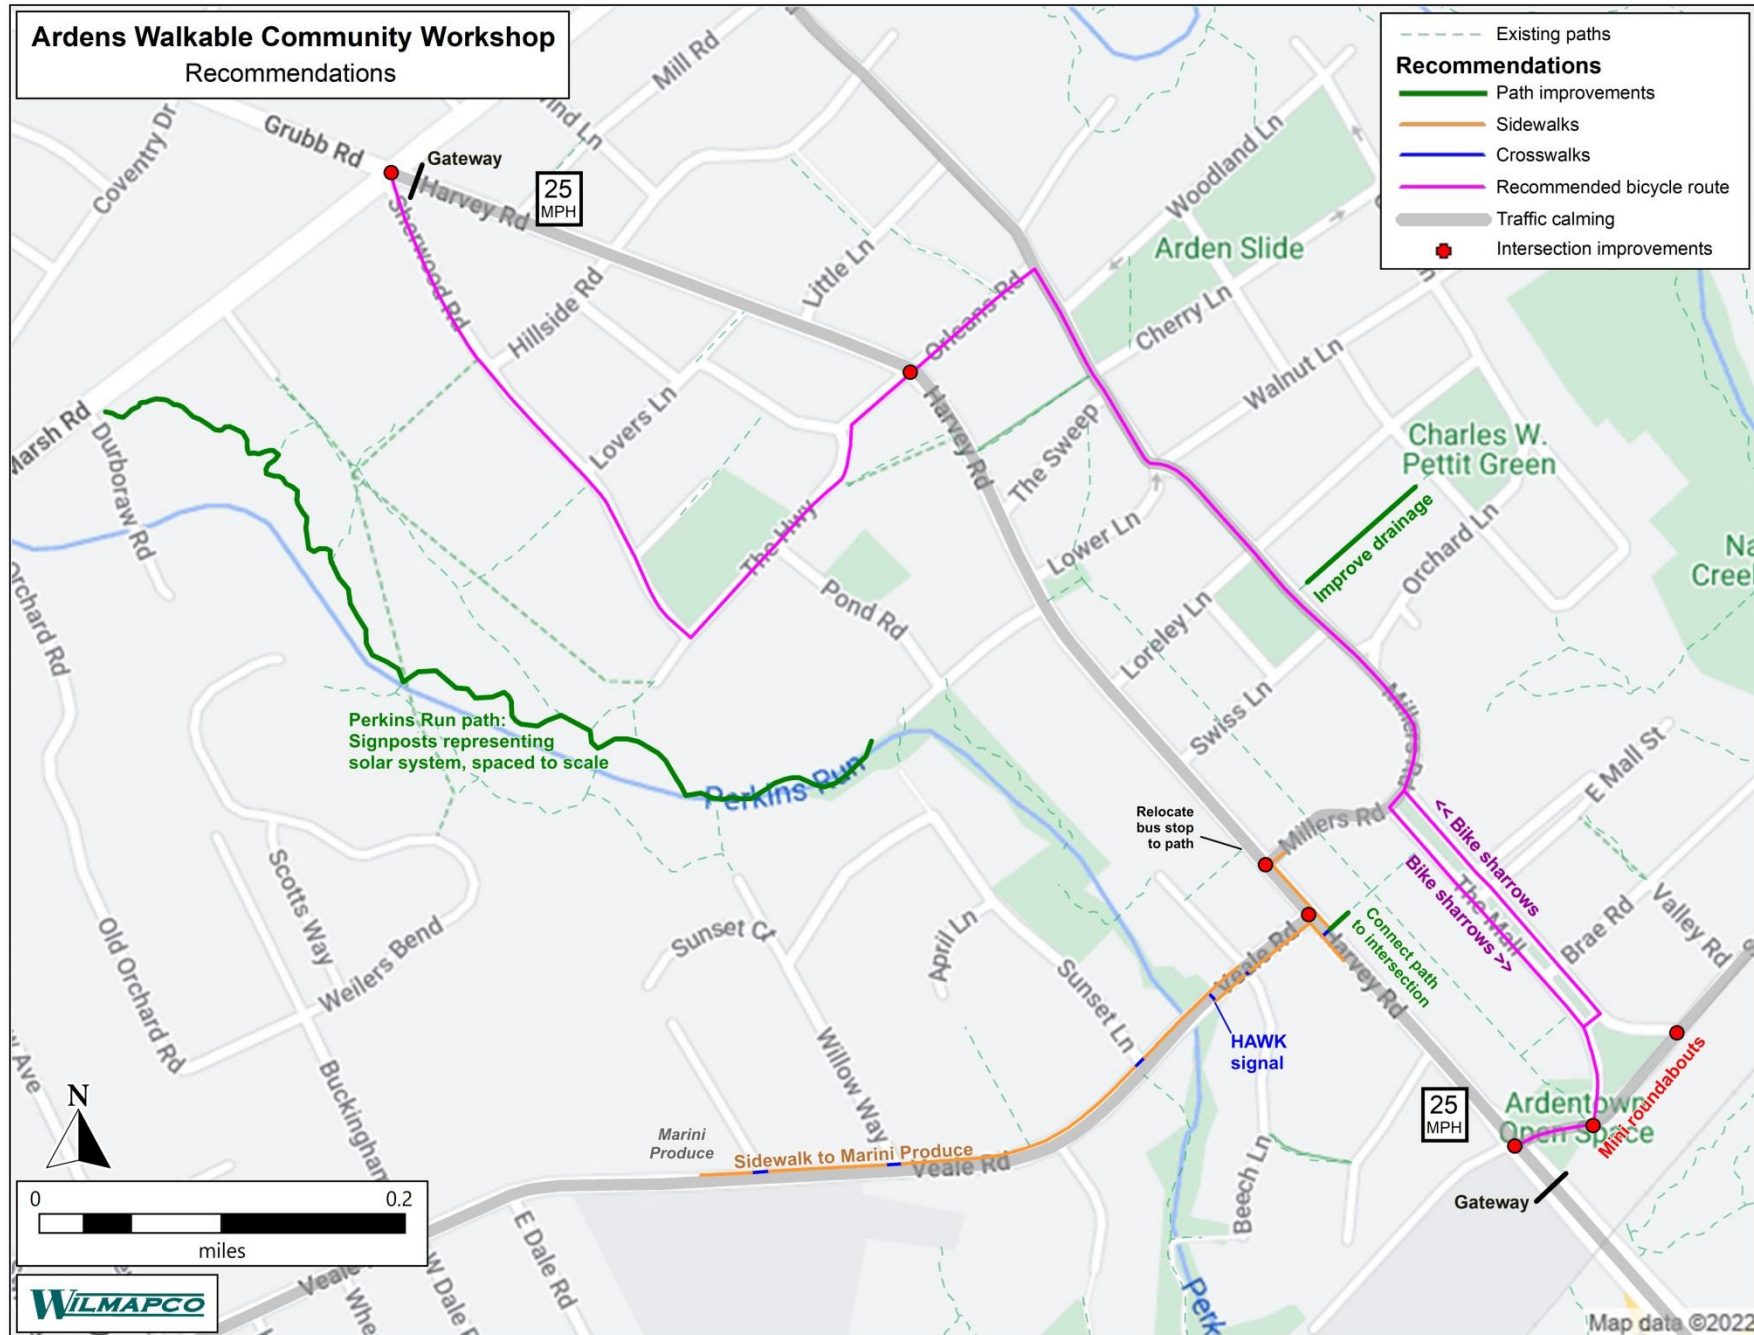 Ardens Walkable Community Workshop
Recommendations
Existing paths
Recommendations
Path improvements
Sidewalks
Crosswalks
Recommended bicycle route
Traffic calming
Intersection improvements
Mill Rd
Grubb Rd
Coventry Dr
Gateway
Harvey Rd
25
MPH
Sherwood Rd
Woodland Ln
Arden Slide
Little Ln
Hillside Rd
Orleans Rd
Cherry Ln
Walnut Ln
Marsh Rd
Durboraw Rd
Lovers Ln
Harvey Rd
The Sweep
Charles W.
Pettit Green
The Hwy
Lower Ln
Improve drainage
Orchard Ln
Pond Rd
Loreley Ln
Orchard Rd
Swiss Ln
Millers Rd
Perkins Run path:
Signposts representing
solar system, spaced to scale
Perkins Run
E Mall St
Relocate
bus stop
to path
Millers Rd
<< Bike sharrows
Bike sharrows >>
The Mall
Valley Rd
Brae Rd
Scotts Way
Old Orchard Rd
Weilers Bend
Sunset Ct
April Ln
Sunset Ln
Veale Rd
Harvey Rd
Connect path
to intersection
HAWK
signal
Mini roundabouts
Willow Way
Buckingham
N
25
MPH
Ardentown
Open Space
Marini
Produce
Sidewalk to Marini Produce
Veale Rd
Beech Ln
Gateway
0
0.2
miles
E Dale Rd
W Dale
Veale
WILMAPCO
Map data ©2022